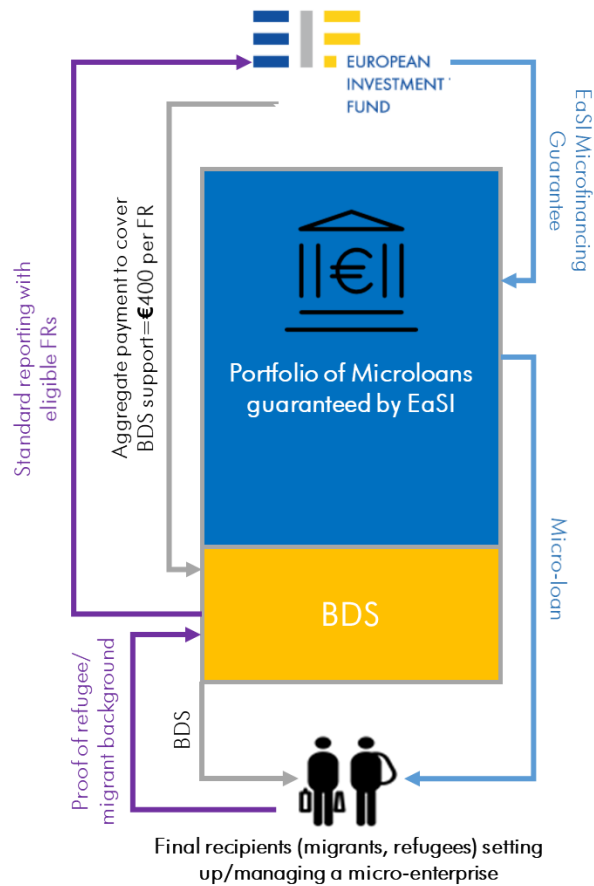 EUROPEAN
INVESTMENT
FUND
EaSI Microfinancing
Guarantee
Aggregate payment to cover
BDS support=€400 per FR
Standard reporting with
eligible FRs
€
Portfolio of Microloans
guaranteed by EaSI
Micro-loan
BDS
Proof of refugee/
migrant background
BDS
Final recipients (migrants, refugees) setting
up/managing a micro-enterprise